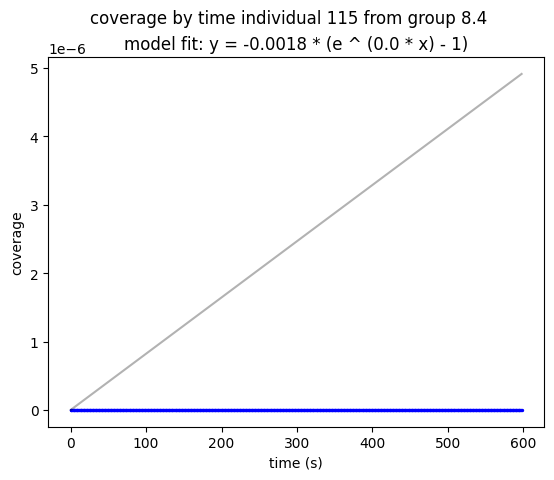 coverage by time individual 115 from group 8.4
model fit: y = -0.0018 * (e ^ (0.0 * x) - 1)
1e−6
5
4
3
2
1
0
coverage
0 100 200 300 400 500 600
time (s)